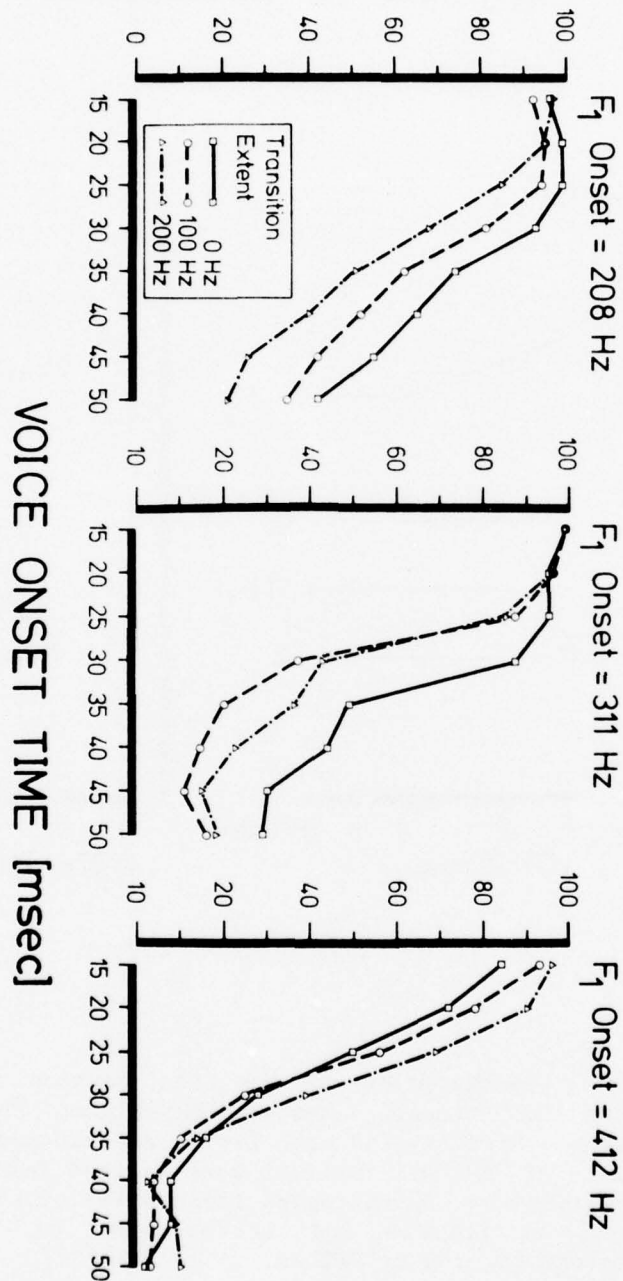 F₁ Onset = 208 Hz
100
80
60
40
20
0
Transition
Extent
0 Hz
100 Hz
200 Hz
15 20 25 30 35 40 45 50
F₁ Onset = 311 Hz
100
80
60
40
20
10
15 20 25 30 35 40 45 50
F₁ Onset = 412 Hz
100
80
60
40
20
10
15 20 25 30 35 40 45 50
VOICE ONSET TIME [msec]